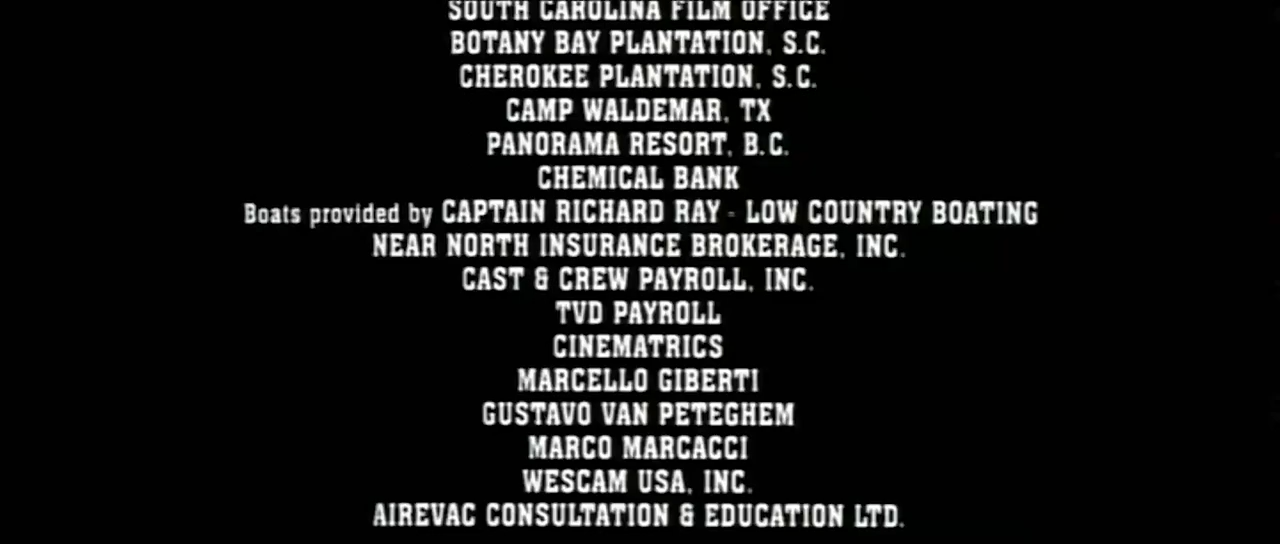 SOUTH CAROLINA FILM OFFICE
BOTANY BAY PLANTATION, S.C.
CHEROKEE PLANTATION, S.C.
CAMP WALDEMAR, TX
PANORAMA RESORT, B.C.
CHEMICAL BANK
Boats provided by CAPTAIN RICHARD RAY - LOW COUNTRY BOATING
NEAR NORTH INSURANCE BROKERAGE, INC.
CAST & CREW PAYROLL, INC.
TVD PAYROLL
CINEMATRICS
MARCELLO GIBERTI
GUSTAVO VAN PETEGHEM
MARCO MARCACCI
WESCAM USA, INC.
AIREVAC CONSULTATION & EDUCATION LTD.